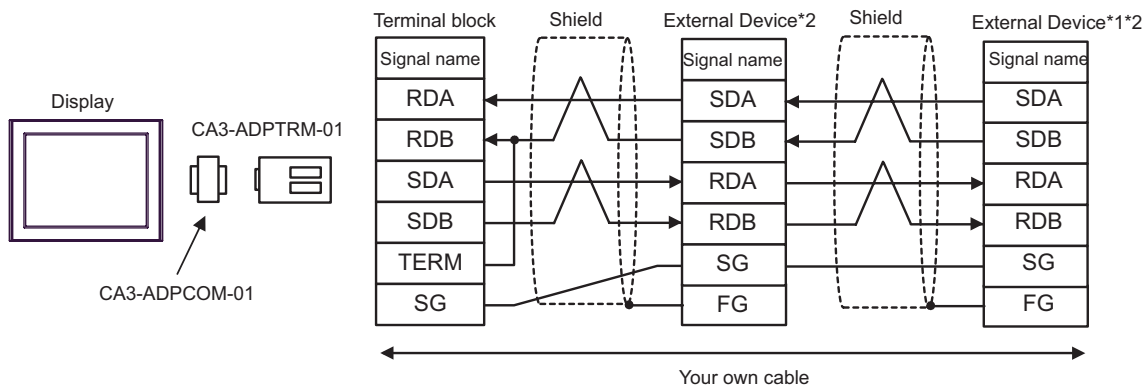 Display
CA3-ADPTRM-01
CA3-ADPCOM-01
Terminal block
Signal name
RDA
RDB
SDA
SDB
TERM
SG
Shield
External Device*2
Signal name
SDA
SDB
RDA
RDB
SG
FG
Shield
External Device*1*2
Signal name
SDA
SDB
RDA
RDB
SG
FG
Your own cable